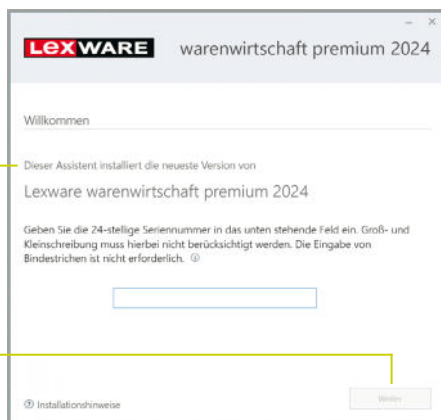 LEXWARE warenwirtschaft premium 2024
Willkommen
Dieser Assistent installiert die neueste Version von
Lexware warenwirtschaft premium 2024
Geben Sie die 24-stellige Seriennummer in das unten stehende Feld ein. Groß- und
Kleinschreibung muss hierbei nicht berücksichtigt werden. Die Eingabe von
Bindestrichen ist nicht erforderlich.
Installationshinweise
Weiter